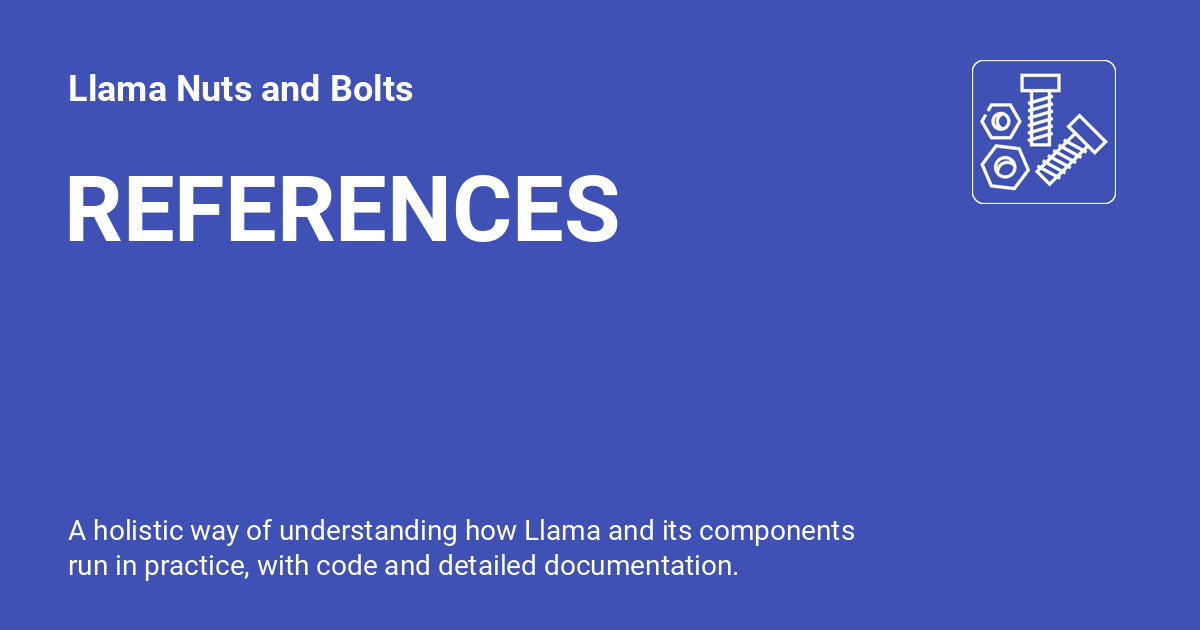 Llama Nuts and Bolts
REFERENCES
A holistic way of understanding how Llama and its components
run in practice, with code and detailed documentation.